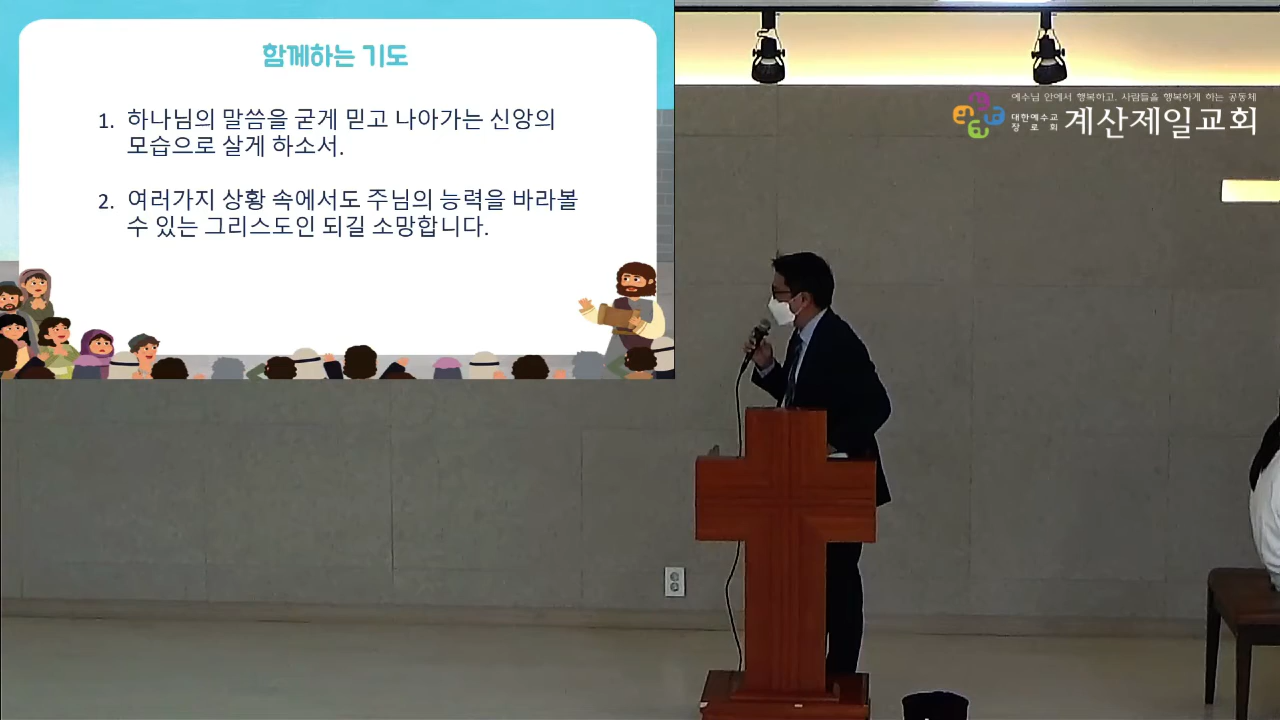 함께하는 기도
1. 하나님의 말씀을 굳게 믿고 나아가는 신앙의
모습으로 살게 하소서.
2. 여러가지 상황 속에서도 주님의 능력을 바라볼
수 있는 그리스도인 되길 소망합니다.
예수님 안에서 행복하고, 사람들을 행복하게 하는 공동체
대한예수교
장로회
계산제일교회